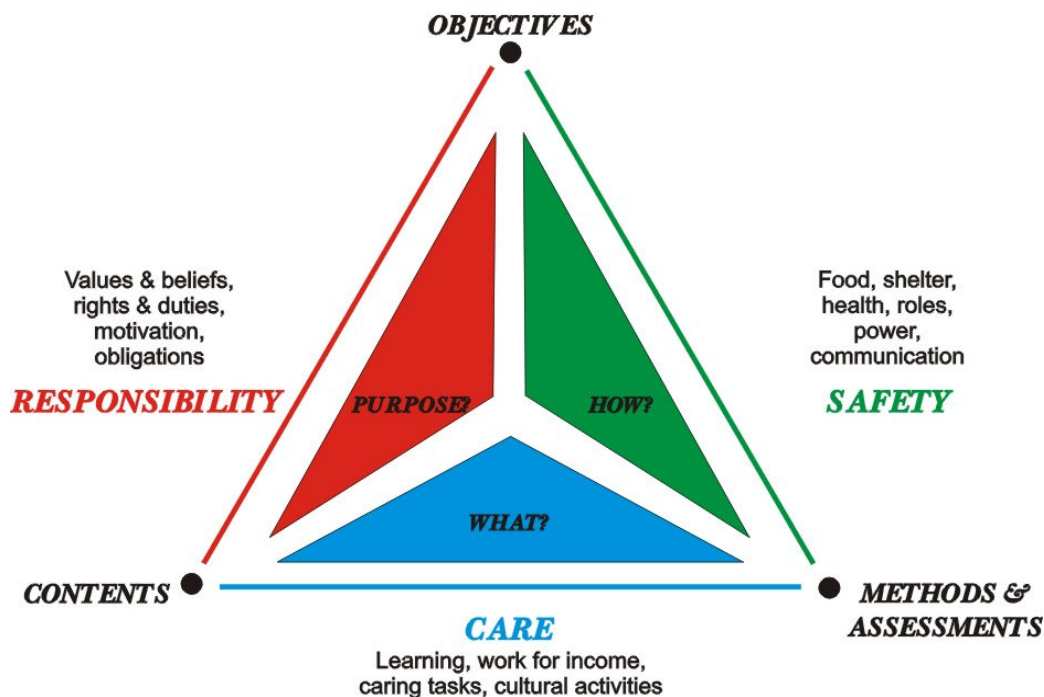 OBJECTIVES
Values & beliefs,
rights & duties,
motivation,
obligations
RESPONSIBILITY
Food, shelter,
health, roles,
power,
communication
SAFETY
PURPOSE?
HOW?
WHAT?
CONTENTS
METHODS &
ASSESSMENTS
CARE
Learning, work for income,
caring tasks, cultural activities